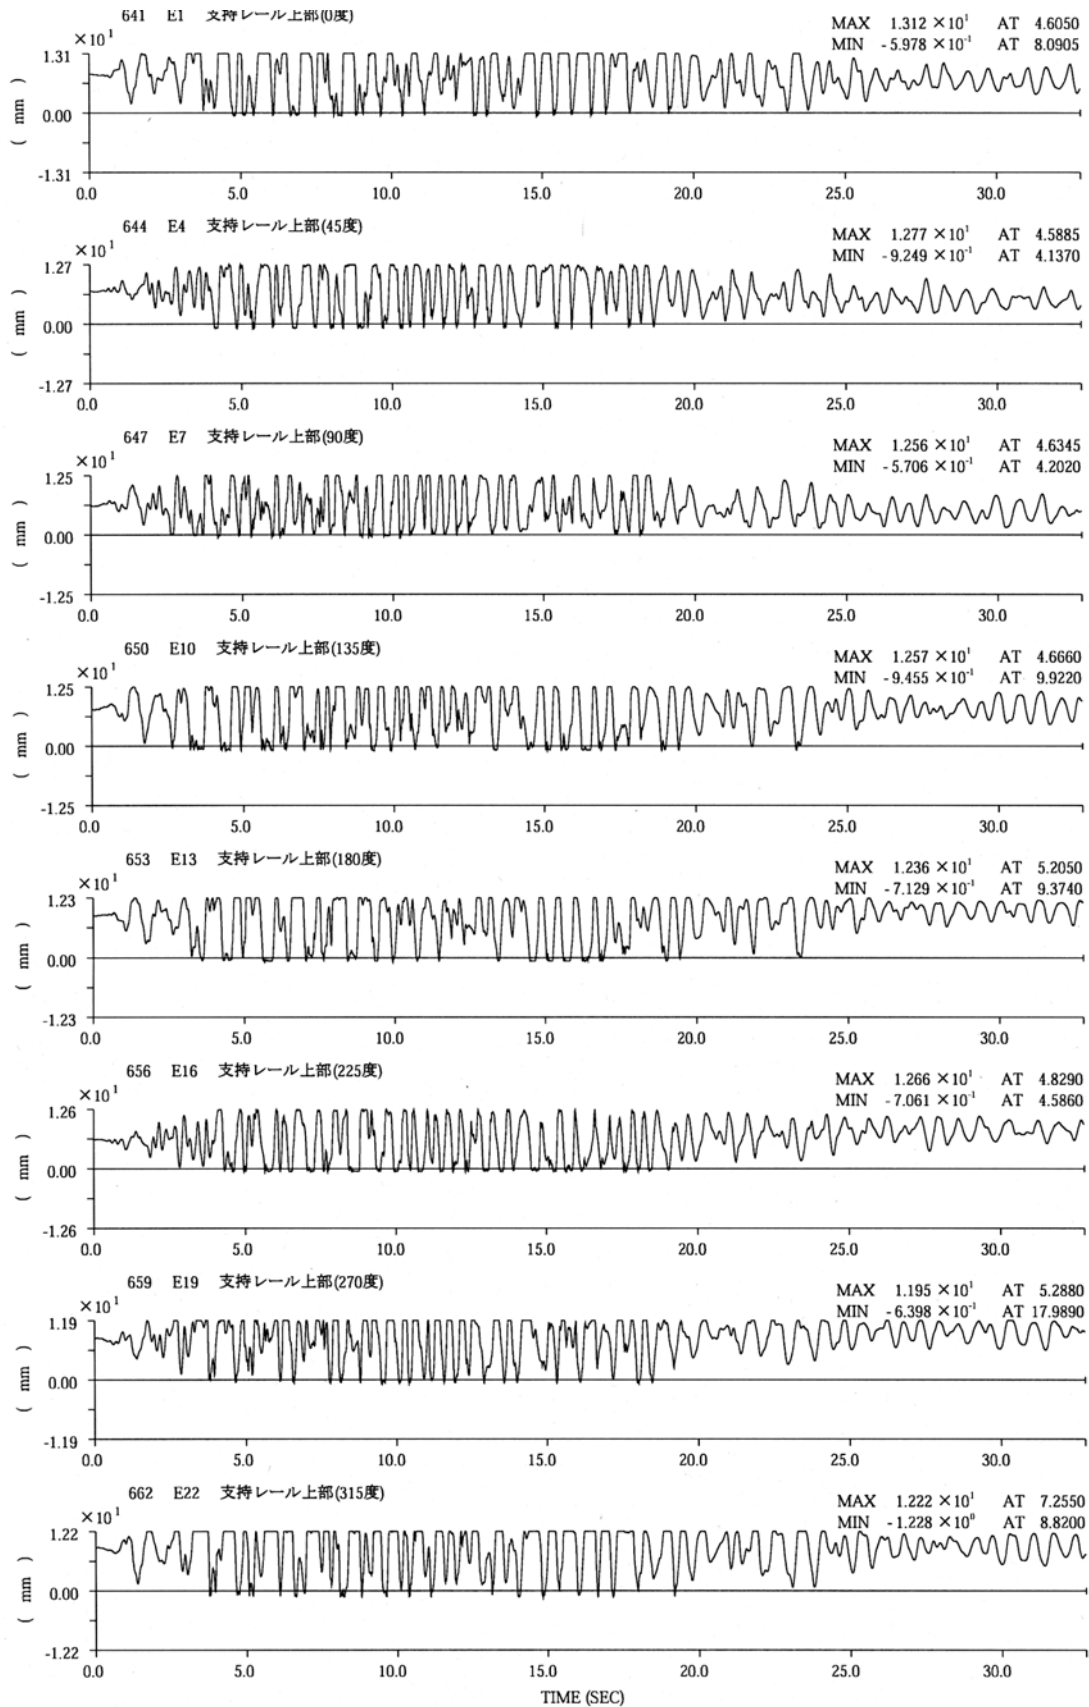 641 E1 支持レール上部(0度)
MAX 1.312 ×10¹ AT 4.6050
MIN -5.978 ×10⁻¹ AT 8.0905
×10¹
1.31
0.00
-1.31
( mm )
0.0 5.0 10.0 15.0 20.0 25.0 30.0
644 E4 支持レール上部(45度)
MAX 1.277 ×10¹ AT 4.5885
MIN -9.249 ×10⁻¹ AT 4.1370
×10¹
1.27
0.00
-1.27
( mm )
0.0 5.0 10.0 15.0 20.0 25.0 30.0
647 E7 支持レール上部(90度)
MAX 1.256 ×10¹ AT 4.6345
MIN -5.706 ×10⁻¹ AT 4.2020
×10¹
1.25
0.00
-1.25
( mm )
0.0 5.0 10.0 15.0 20.0 25.0 30.0
650 E10 支持レール上部(135度)
MAX 1.257 ×10¹ AT 4.6660
MIN -9.455 ×10⁻¹ AT 9.9220
×10¹
1.25
0.00
-1.25
( mm )
0.0 5.0 10.0 15.0 20.0 25.0 30.0
653 E13 支持レール上部(180度)
MAX 1.236 ×10¹ AT 5.2050
MIN -7.129 ×10⁻¹ AT 9.3740
×10¹
1.23
0.00
-1.23
( mm )
0.0 5.0 10.0 15.0 20.0 25.0 30.0
656 E16 支持レール上部(225度)
MAX 1.266 ×10¹ AT 4.8290
MIN -7.061 ×10⁻¹ AT 4.5860
×10¹
1.26
0.00
-1.26
( mm )
0.0 5.0 10.0 15.0 20.0 25.0 30.0
659 E19 支持レール上部(270度)
MAX 1.195 ×10¹ AT 5.2880
MIN -6.398 ×10⁻¹ AT 17.9890
×10¹
1.19
0.00
-1.19
( mm )
0.0 5.0 10.0 15.0 20.0 25.0 30.0
662 E22 支持レール上部(315度)
MAX 1.222 ×10¹ AT 7.2550
MIN -1.228 ×10⁰ AT 8.8200
×10¹
1.22
0.00
-1.22
( mm )
0.0 5.0 10.0 15.0 20.0 25.0 30.0
TIME (SEC)